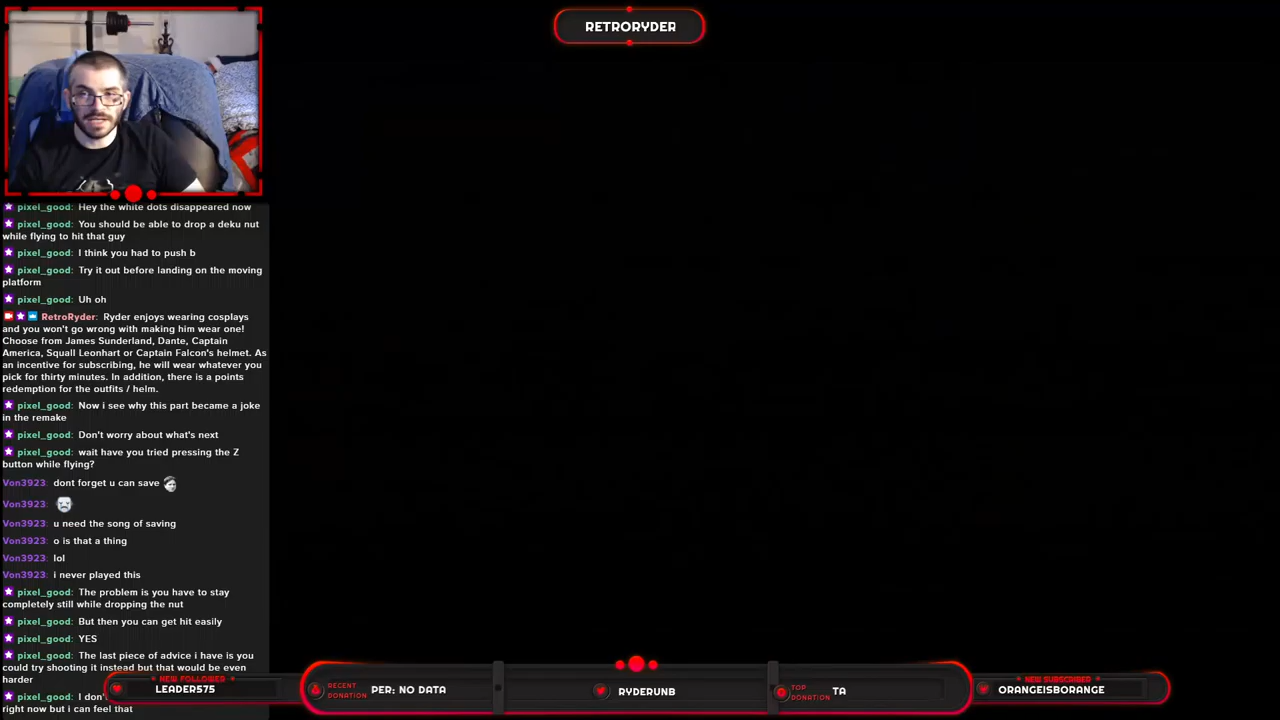 RETRORYDER
pixel_good: Hey the white dots disappeared now
pixel_good: You should be able to drop a deku nut
while flying to hit that guy
pixel_good: I think you had to push b
pixel_good: Try it out before landing on the moving
platform
pixel_good: Uh oh
RetroRyder: Ryder enjoys wearing cosplays
and you won't go wrong with making him wear one!
Choose from James Sunderland, Dante, Captain
America, Squall Leonhart or Captain Falcon's helmet. As
an incentive for subscribing, he will wear whatever you
pick for thirty minutes. In addition, there is a points
redemption for the outfits / helm.
pixel_good: Now i see why this part became a joke
in the remake
pixel_good: Don't worry about what's next
pixel_good: wait have you tried pressing the Z
button while flying?
Von3923: dont forget u can save
Von3923:
Von3923: u need the song of saving
Von3923: o is that a thing
Von3923: lol
Von3923: i never played this
pixel_good: The problem is you have to stay
completely still while dropping the nut
pixel_good: But then you can get hit easily
pixel_good: YES
pixel_good: The last piece of advice i have is you
could try shooting it instead but that would be even
harder
pixel_good: I don'
right now but i can feel that
NEW FOLLOWER
LEADER575
RECENT
DONATION
PER: NO DATA
RYDERUNB
TOP
DONATION
TA
NEW SUBSCRIBER
ORANGEISBORANGE